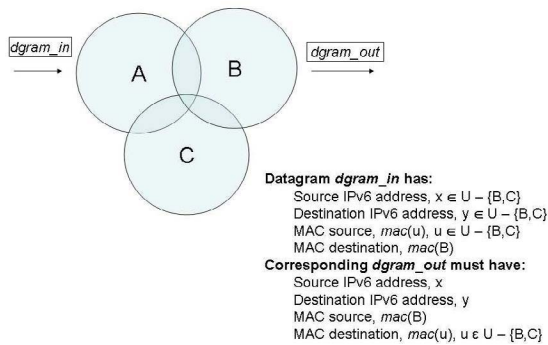 dgram_in
dgram_out
A
B
C
Datagram dgram_in has:
Source IPv6 address, x ∈ U – {B,C}
Destination IPv6 address, y ∈ U – {B,C}
MAC source, mac(u), u ∈ U – {B,C}
MAC destination, mac(B)
Corresponding dgram_out must have:
Source IPv6 address, x
Destination IPv6 address, y
MAC source, mac(B)
MAC destination, mac(u), u ε U – {B,C}